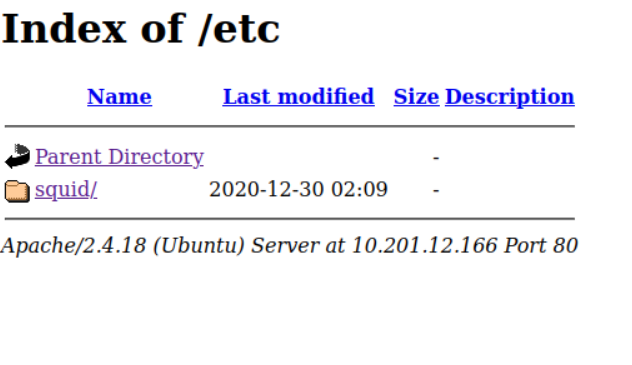 Index of /etc
Name Last modified Size Description
Parent Directory -
squid/ 2020-12-30 02:09 -
Apache/2.4.18 (Ubuntu) Server at 10.201.12.166 Port 80